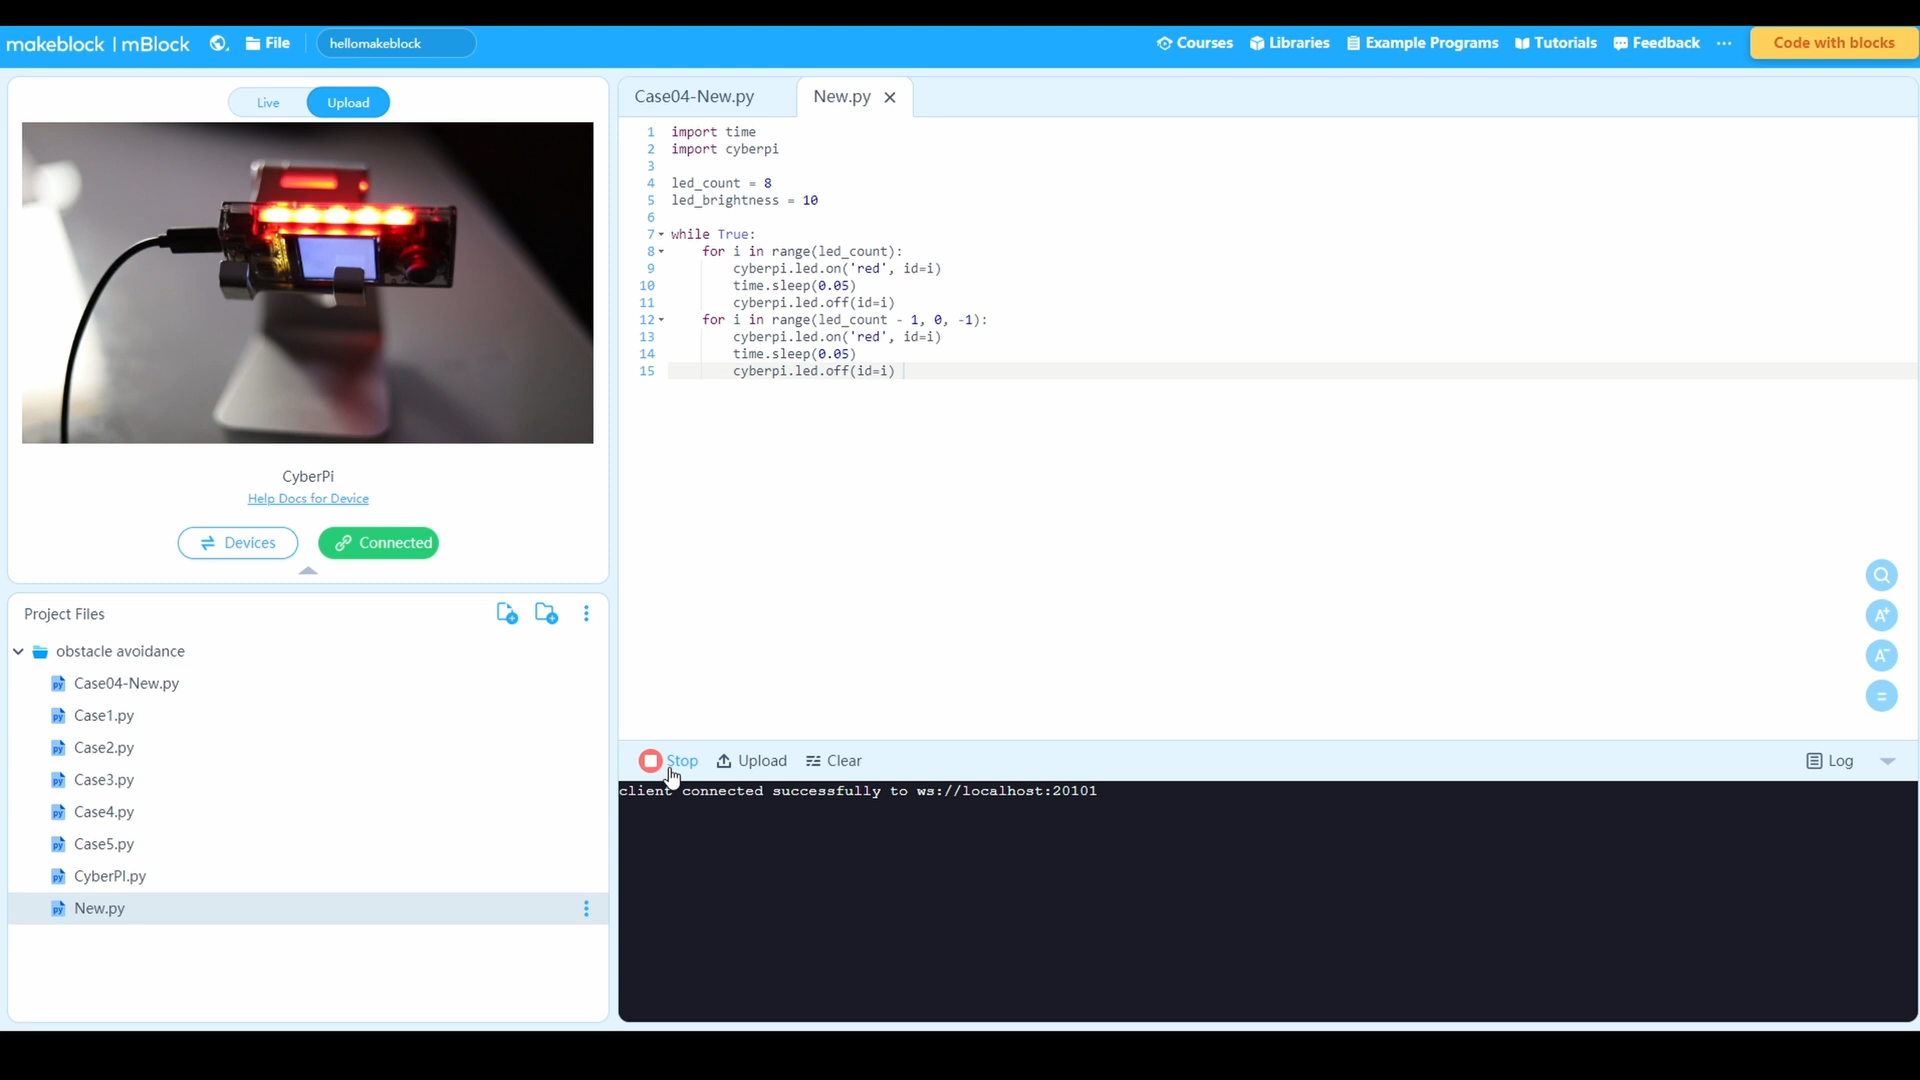 makeblock | mBlock
File
hellomakeblock
Courses
Libraries
Example Programs
Tutorials
Feedback
Code with blocks
Live
Upload
CyberPi
Help Docs for Device
Devices
Connected
Project Files
obstacle avoidance
Case04-New.py
Case1.py
Case2.py
Case3.py
Case4.py
Case5.py
CyberPI.py
New.py
Case04-New.py
New.py
1 import time
2 import cyberpi
3
4 led_count = 8
5 led_brightness = 10
6
7 while True:
8     for i in range(led_count):
9         cyberpi.led.on('red', id=i)
10         time.sleep(0.05)
11         cyberpi.led.off(id=i)
12     for i in range(led_count - 1, 0, -1):
13         cyberpi.led.on('red', id=i)
14         time.sleep(0.05)
15         cyberpi.led.off(id=i)
A+
A-
=
Stop
Upload
Clear
Log
client connected successfully to ws://localhost:20101